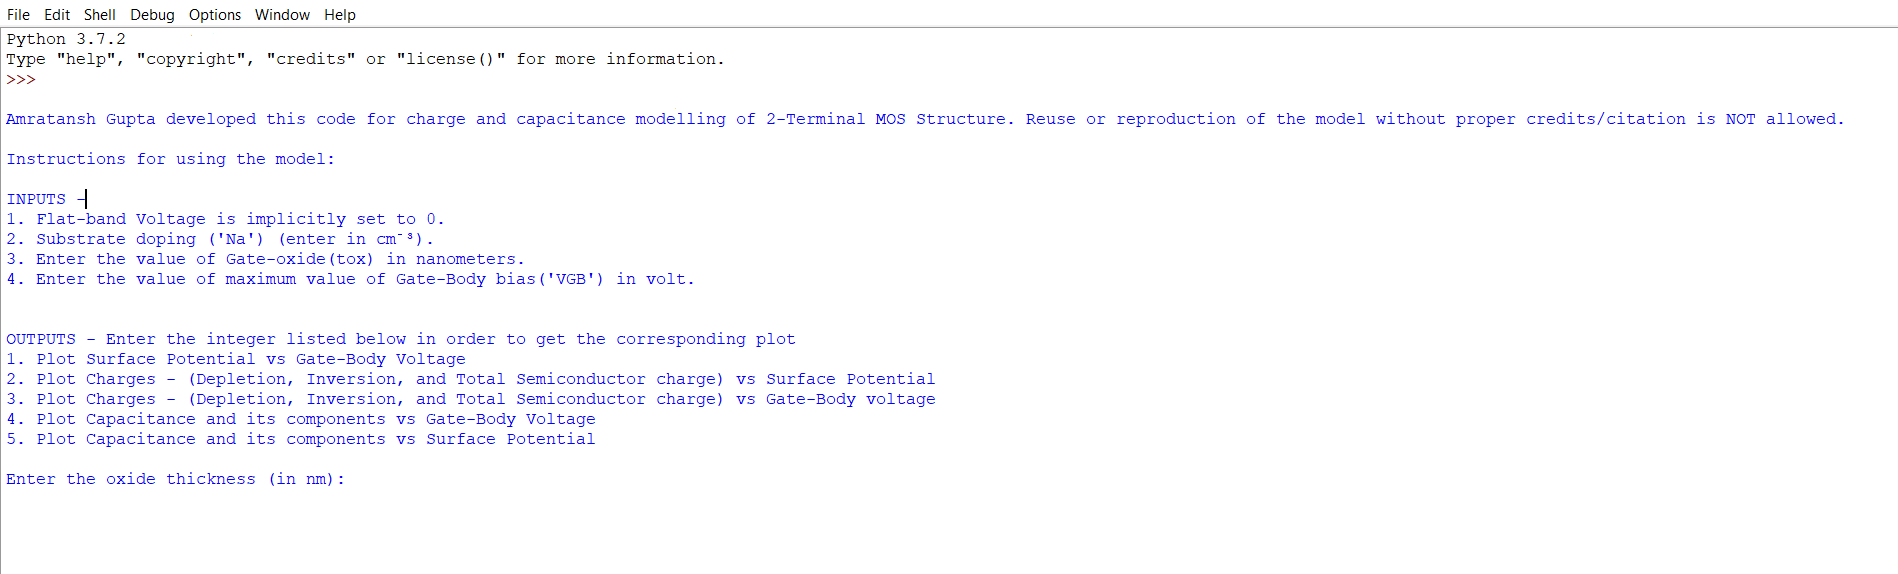 File Edit Shell Debug Options Window Help
Python 3.7.2
Type "help", "copyright", "credits" or "license()" for more information.
>>>
Amratansh Gupta developed this code for charge and capacitance modelling of 2-Terminal MOS Structure. Reuse or reproduction of the model without proper credits/citation is NOT allowed.
Instructions for using the model:
INPUTS -
1. Flat-band Voltage is implicitly set to 0.
2. Substrate doping ('Na') (enter in cm⁻³).
3. Enter the value of Gate-oxide(tox) in nanometers.
4. Enter the value of maximum value of Gate-Body bias('VGB') in volt.
OUTPUTS - Enter the integer listed below in order to get the corresponding plot
1. Plot Surface Potential vs Gate-Body Voltage
2. Plot Charges - (Depletion, Inversion, and Total Semiconductor charge) vs Surface Potential
3. Plot Charges - (Depletion, Inversion, and Total Semiconductor charge) vs Gate-Body voltage
4. Plot Capacitance and its components vs Gate-Body Voltage
5. Plot Capacitance and its components vs Surface Potential
Enter the oxide thickness (in nm):